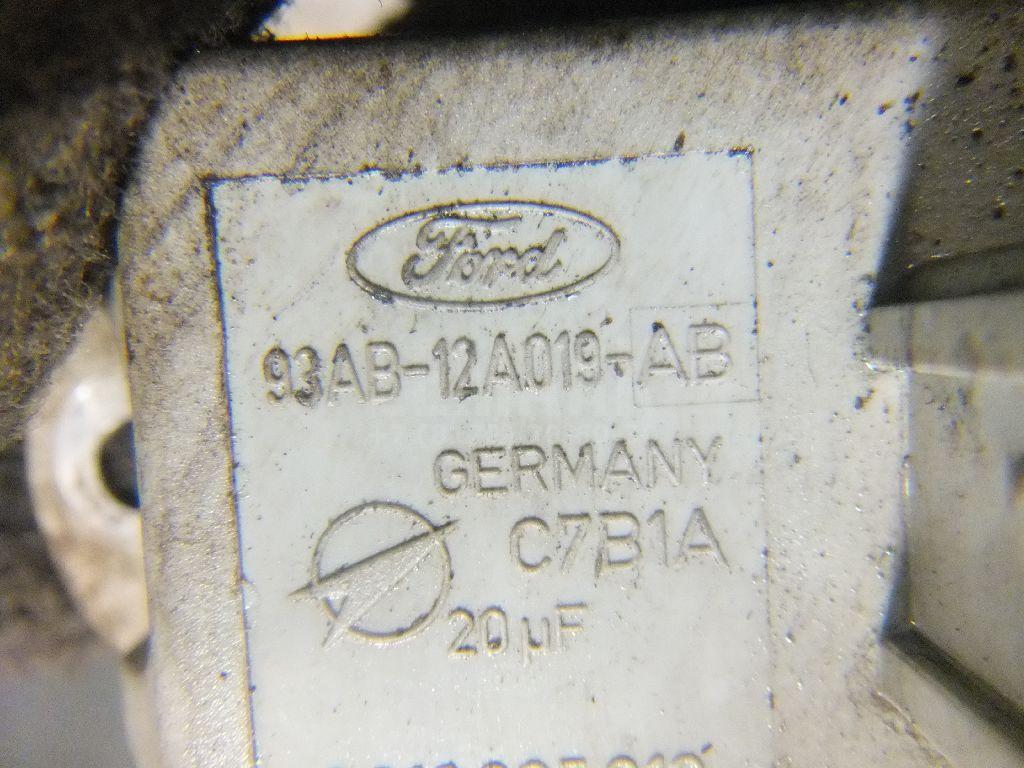 Ford
93AB-12A019-AB
GERMANY
C7B1A
20 µF